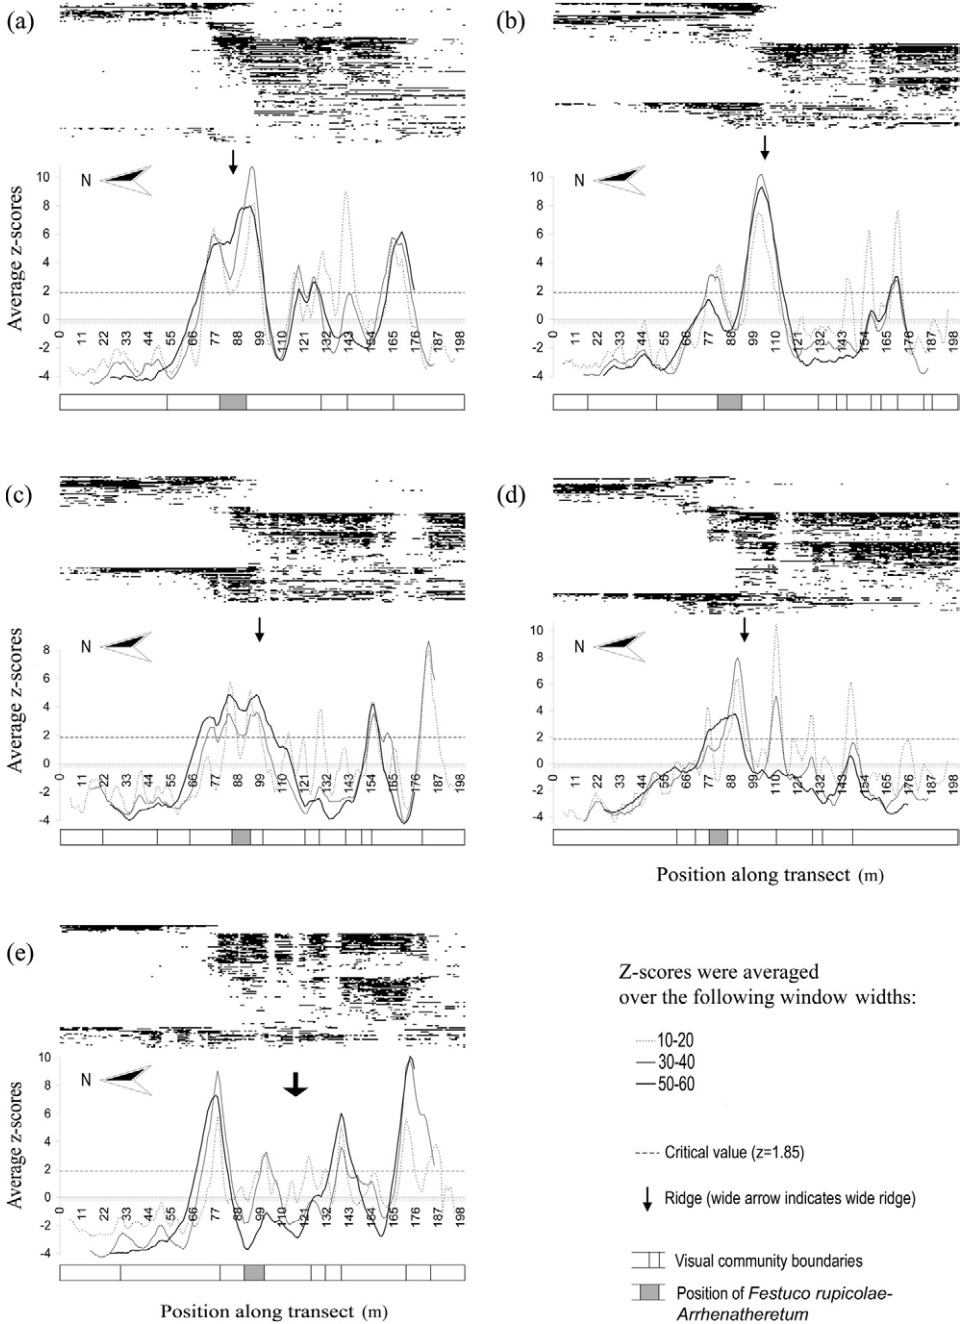 (a)
N
Average z-scores
10
8
6
4
2
0
-2
-4
0 11 22 33 44 55 66 77 88 99 110 121 132 143 154 165 176 187 198
(b)
N
10
8
6
4
2
0
-2
-4
0 11 22 33 44 55 66 77 88 99 110 121 132 143 154 165 176 187 198
(c)
N
Average z-scores
8
6
4
2
0
-2
-4
0 11 22 33 44 55 66 77 88 99 110 121 132 143 154 165 176 187 198
(d)
N
10
8
6
4
2
0
-2
-4
0 11 22 33 44 55 66 77 88 99 110 121 132 143 154 165 176 187 198
Position along transect (m)
(e)
N
Average z-scores
10
8
6
4
2
0
-2
-4
0 11 22 33 44 55 66 77 88 99 110 121 132 143 154 165 176 187 198
Position along transect (m)
Z-scores were averaged
over the following window widths:
10-20
30-40
50-60
Critical value (z=1.85)
Ridge (wide arrow indicates wide ridge)
Visual community boundaries
Position of Festuco rupicolae-
Arrhenatheretum